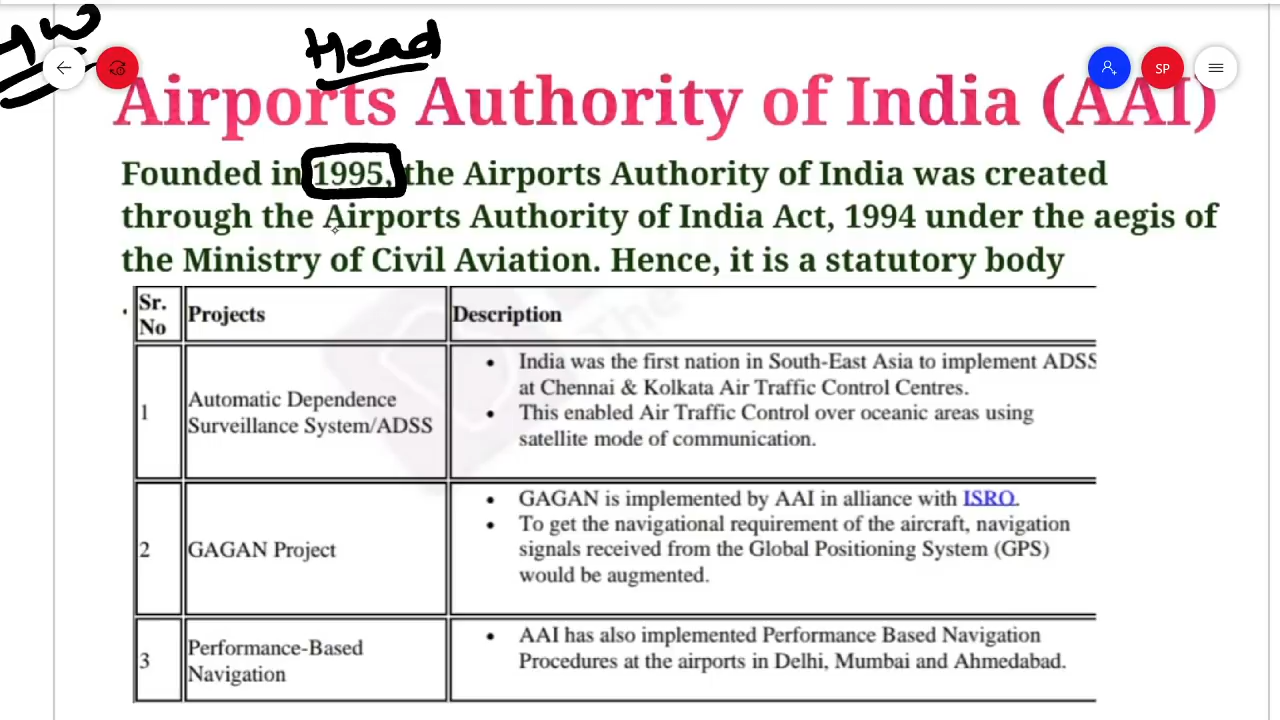 HW
Head
SP
Airports Authority of India (AAI)
Founded in 1995, the Airports Authority of India was created
through the Airports Authority of India Act, 1994 under the aegis of
the Ministry of Civil Aviation. Hence, it is a statutory body
.
Sr. No
Projects
Description
1
Automatic Dependence
Surveillance System/ADSS
• India was the first nation in South-East Asia to implement ADSS
at Chennai & Kolkata Air Traffic Control Centres.
• This enabled Air Traffic Control over oceanic areas using
satellite mode of communication.
2
GAGAN Project
• GAGAN is implemented by AAI in alliance with ISRO.
• To get the navigational requirement of the aircraft, navigation
signals received from the Global Positioning System (GPS)
would be augmented.
3
Performance-Based
Navigation
• AAI has also implemented Performance Based Navigation
Procedures at the airports in Delhi, Mumbai and Ahmedabad.